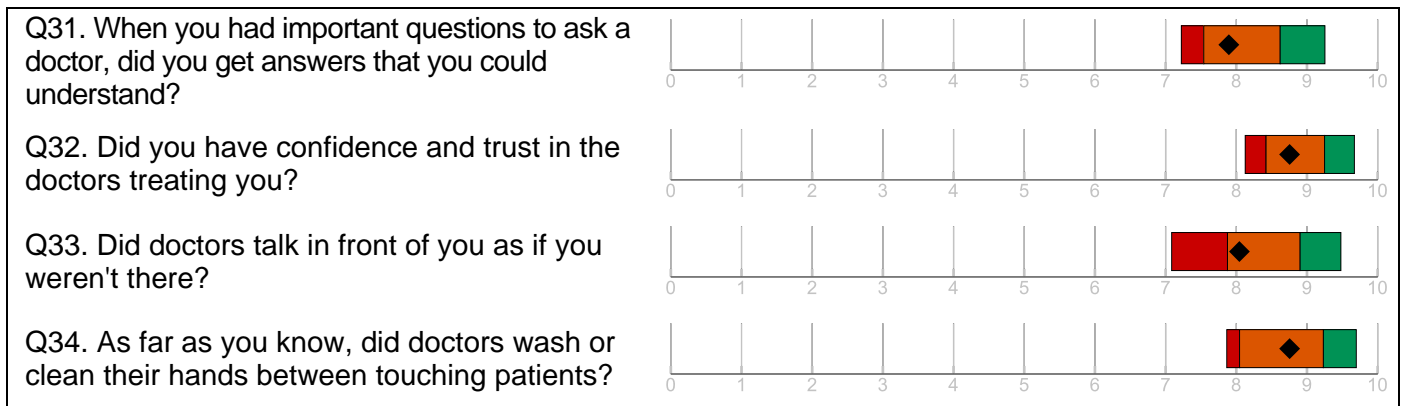 Q31. When you had important questions to ask a
doctor, did you get answers that you could
understand?
0 1 2 3 4 5 6 7 8 9 10
Q32. Did you have confidence and trust in the
doctors treating you?
0 1 2 3 4 5 6 7 8 9 10
Q33. Did doctors talk in front of you as if you
weren't there?
0 1 2 3 4 5 6 7 8 9 10
Q34. As far as you know, did doctors wash or
clean their hands between touching patients?
0 1 2 3 4 5 6 7 8 9 10